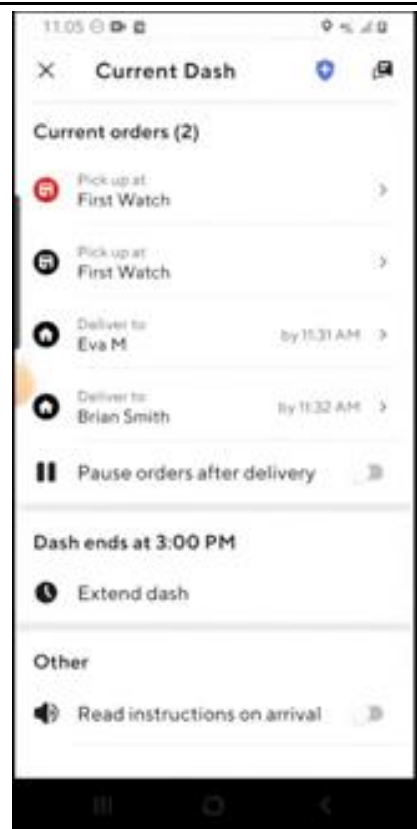 11:05
Current Dash
Current orders (2)
Pick up at
First Watch
Pick up at
First Watch
Deliver to
Eva M
by 11:31 AM
Deliver to
Brian Smith
by 11:32 AM
Pause orders after delivery
Dash ends at 3:00 PM
Extend dash
Other
Read instructions on arrival